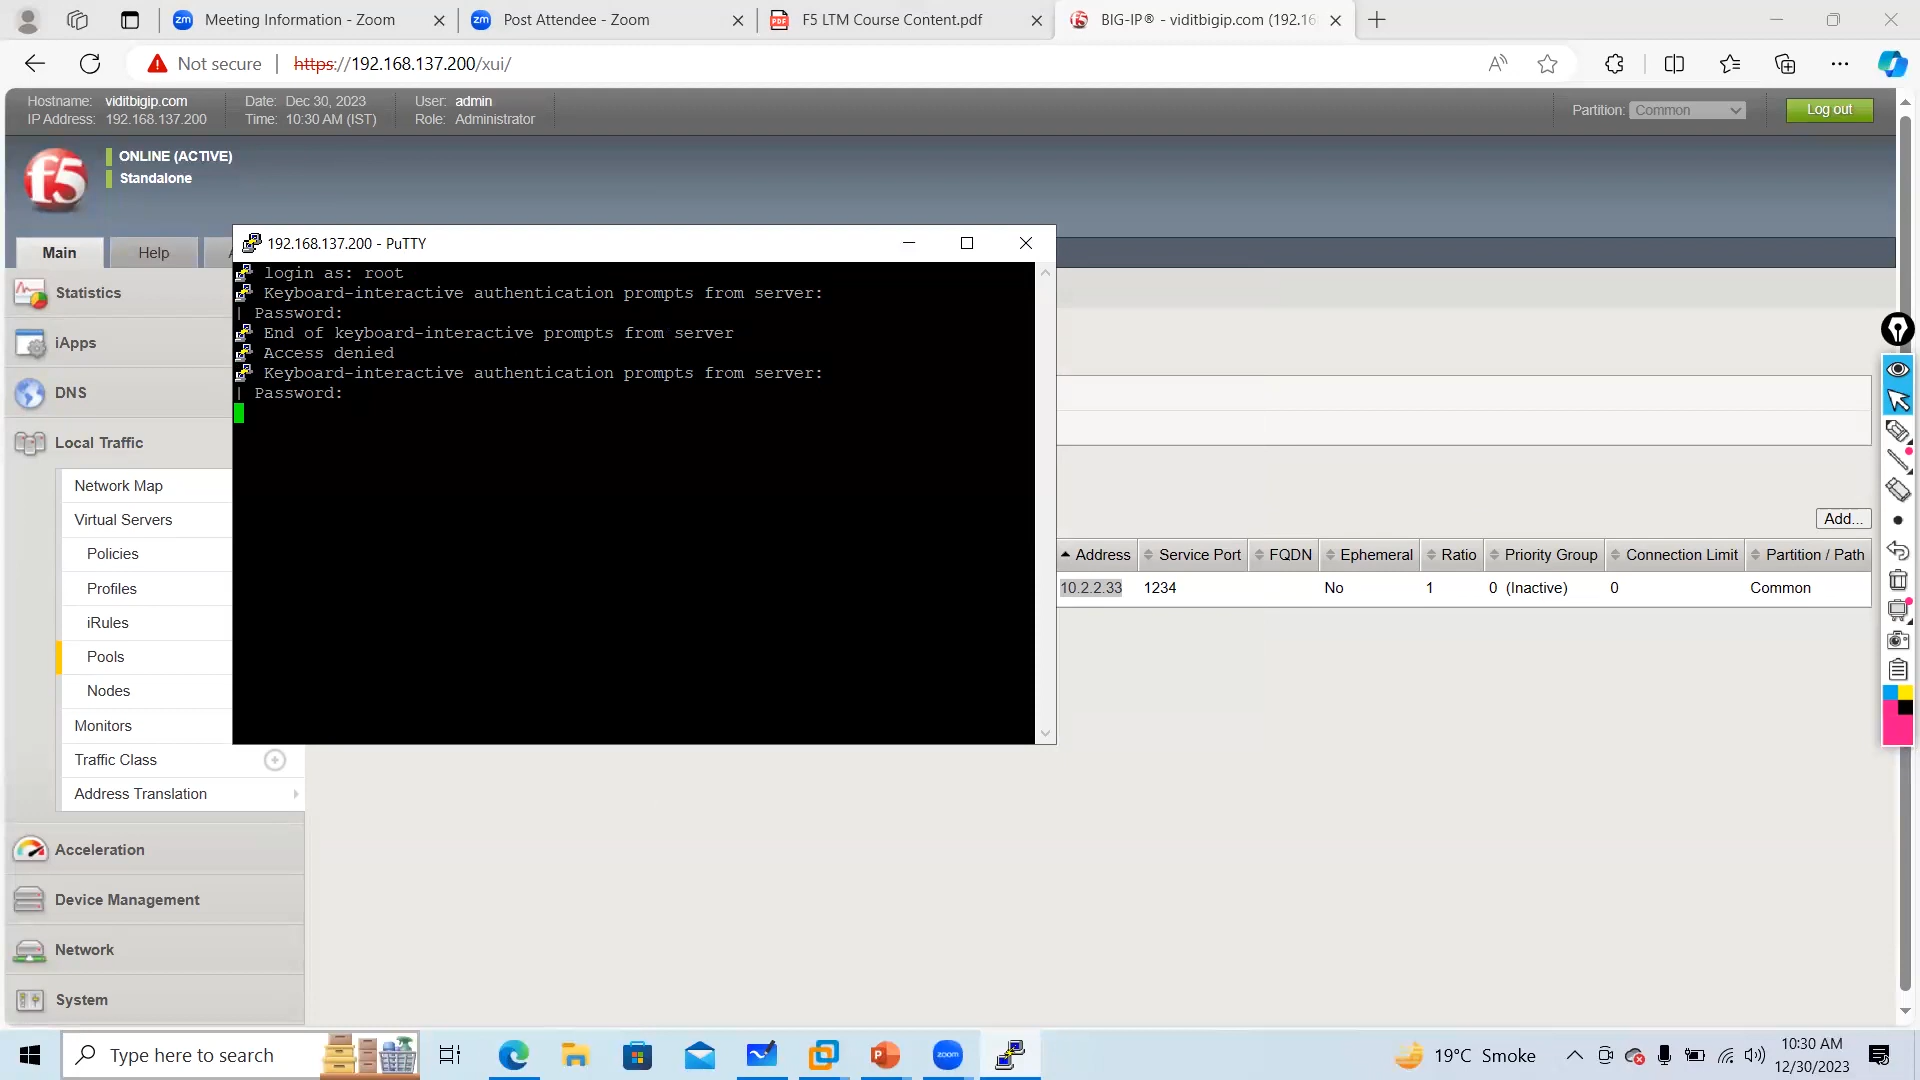 Meeting Information - Zoom
Post Attendee - Zoom
F5 LTM Course Content.pdf
BIG-IP® - viditbigip.com (192.16
Not secure
https://192.168.137.200/xui/
Hostname: viditbigip.com
IP Address: 192.168.137.200
Date: Dec 30, 2023
Time: 10:30 AM (IST)
User: admin
Role: Administrator
Partition: Common
Log out
f5
ONLINE (ACTIVE)
Standalone
Main
Help
192.168.137.200 - PuTTY
login as: root
Keyboard-interactive authentication prompts from server:
| Password:
End of keyboard-interactive prompts from server
Access denied
Keyboard-interactive authentication prompts from server:
| Password:
Statistics
iApps
DNS
Local Traffic
Network Map
Virtual Servers
Policies
Profiles
iRules
Pools
Nodes
Monitors
Traffic Class
Address Translation
Acceleration
Device Management
Network
System
Add...
Address Service Port FQDN Ephemeral Ratio Priority Group Connection Limit Partition / Path
10.2.2.33 1234 No 1 0 (Inactive) 0 Common
Type here to search
zoom
19°C Smoke
10:30 AM
12/30/2023